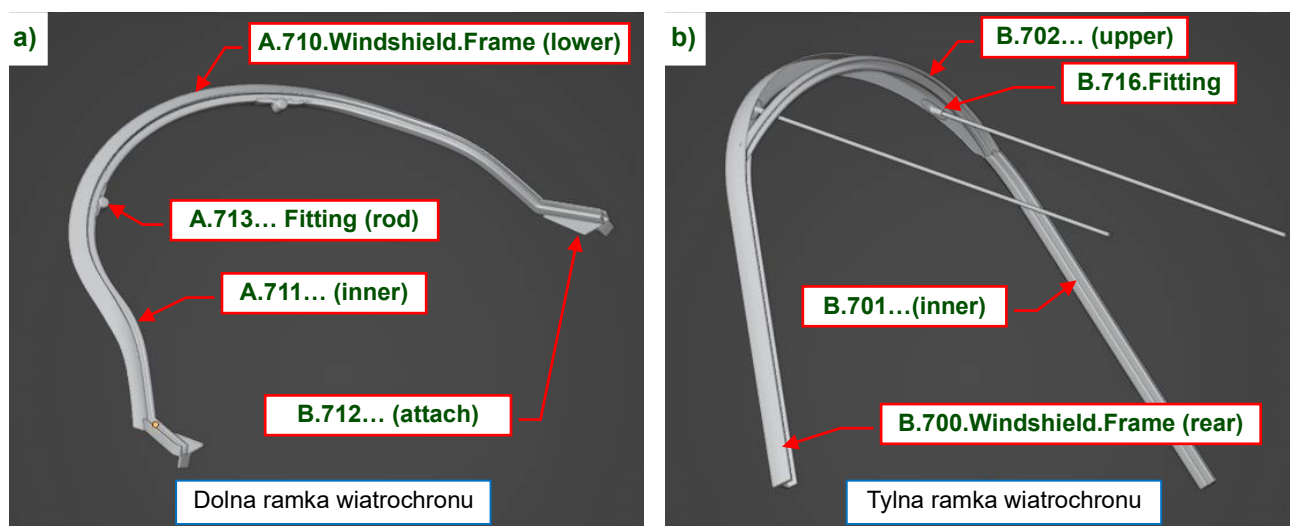 a)
A.710.Windshield.Frame (lower)
A.713... Fitting (rod)
A.711... (inner)
B.712... (attach)
Dolna ramka wiatrochronu
b)
B.702... (upper)
B.716.Fitting
B.701...(inner)
B.700.Windshield.Frame (rear)
Tylna ramka wiatrochronu